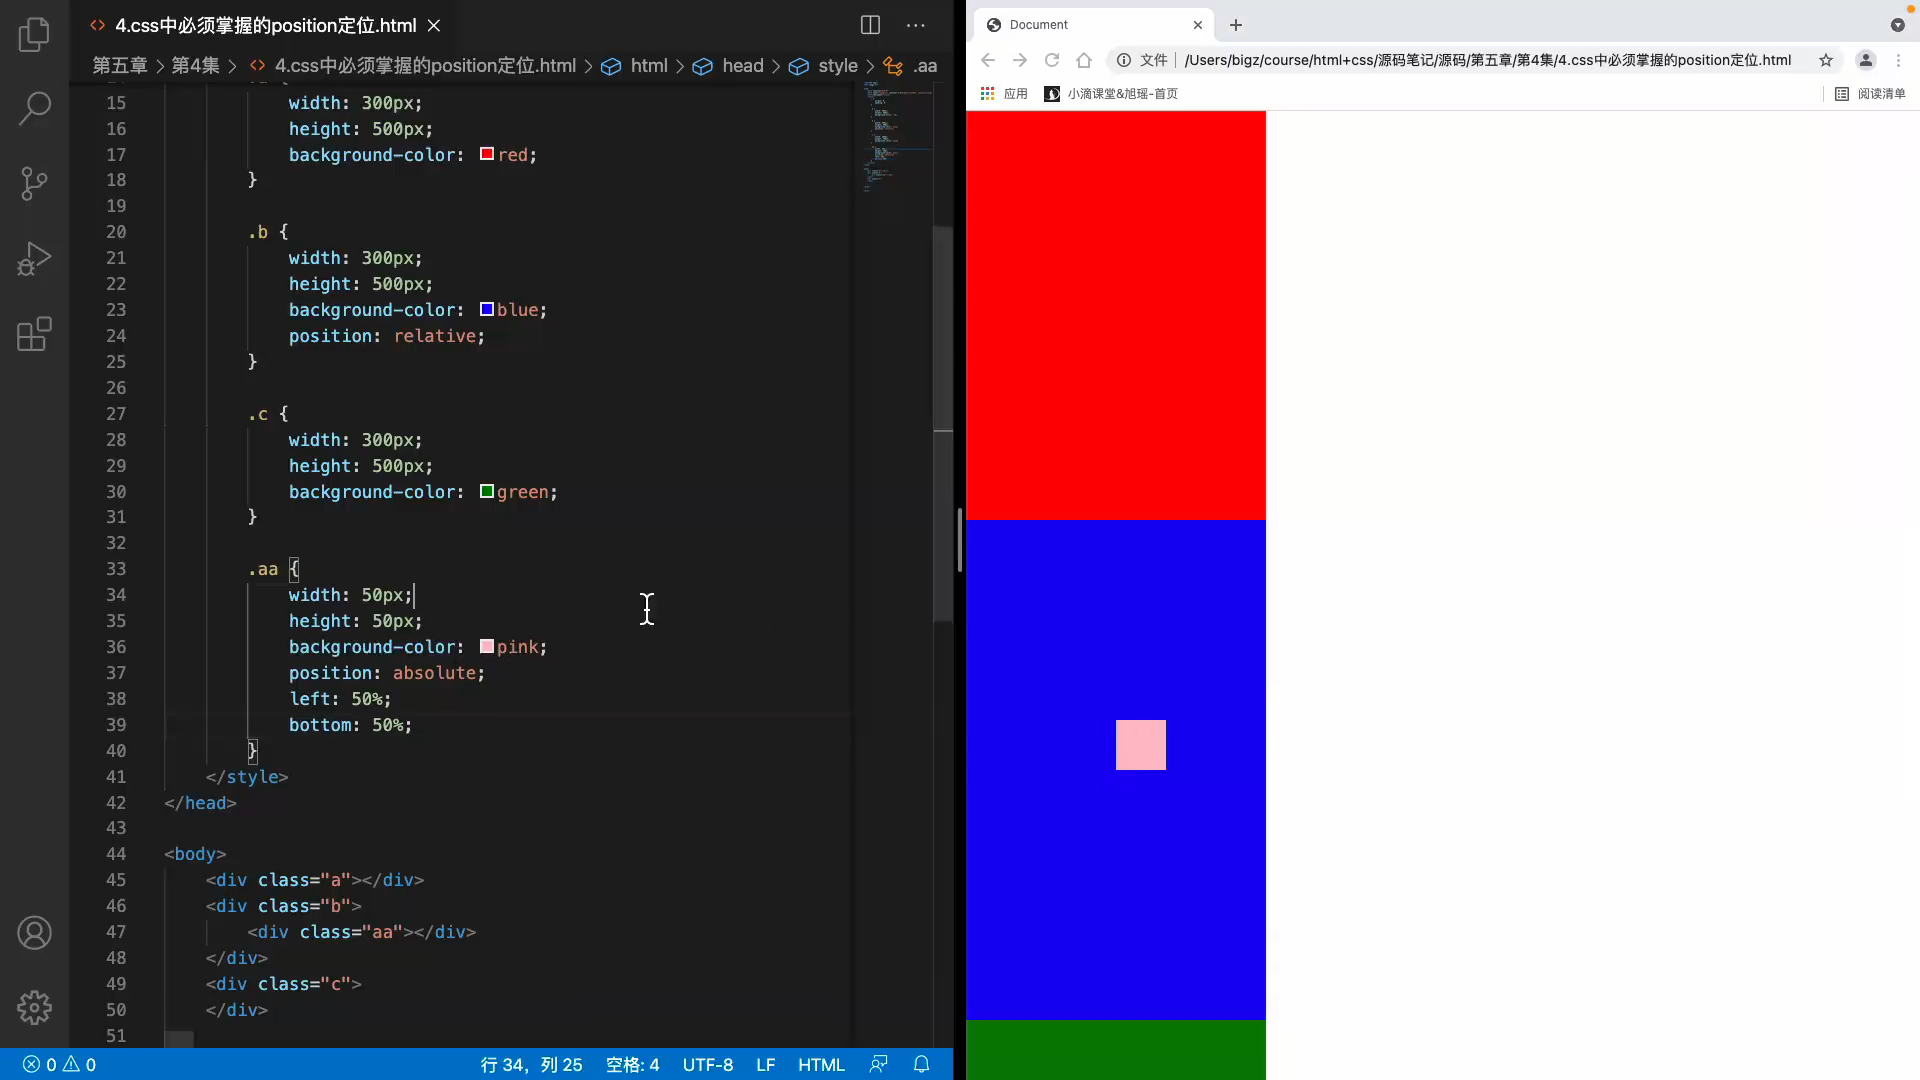 4.css中必须掌握的position定位.html
第五章 > 第4集 > 4.css中必须掌握的position定位.html > html > head > style > .aa
15 width: 300px;
16 height: 500px;
17 background-color: red;
18 }
19
20 .b {
21 width: 300px;
22 height: 500px;
23 background-color: blue;
24 position: relative;
25 }
26
27 .c {
28 width: 300px;
29 height: 500px;
30 background-color: green;
31 }
32
33 .aa {
34 width: 50px;
35 height: 50px;
36 background-color: pink;
37 position: absolute;
38 left: 50%;
39 bottom: 50%;
40 }
41 </style>
42 </head>
43
44 <body>
45 <div class="a"></div>
46 <div class="b">
47 <div class="aa"></div>
48 </div>
49 <div class="c">
50 </div>
51
0 0 行 34，列 25 空格: 4 UTF-8 LF HTML
Document
文件 /Users/bigz/course/html+css/源码笔记/源码/第五章/第4集/4.css中必须掌握的position定位.html
应用 小滴课堂&旭瑶-首页 阅读清单